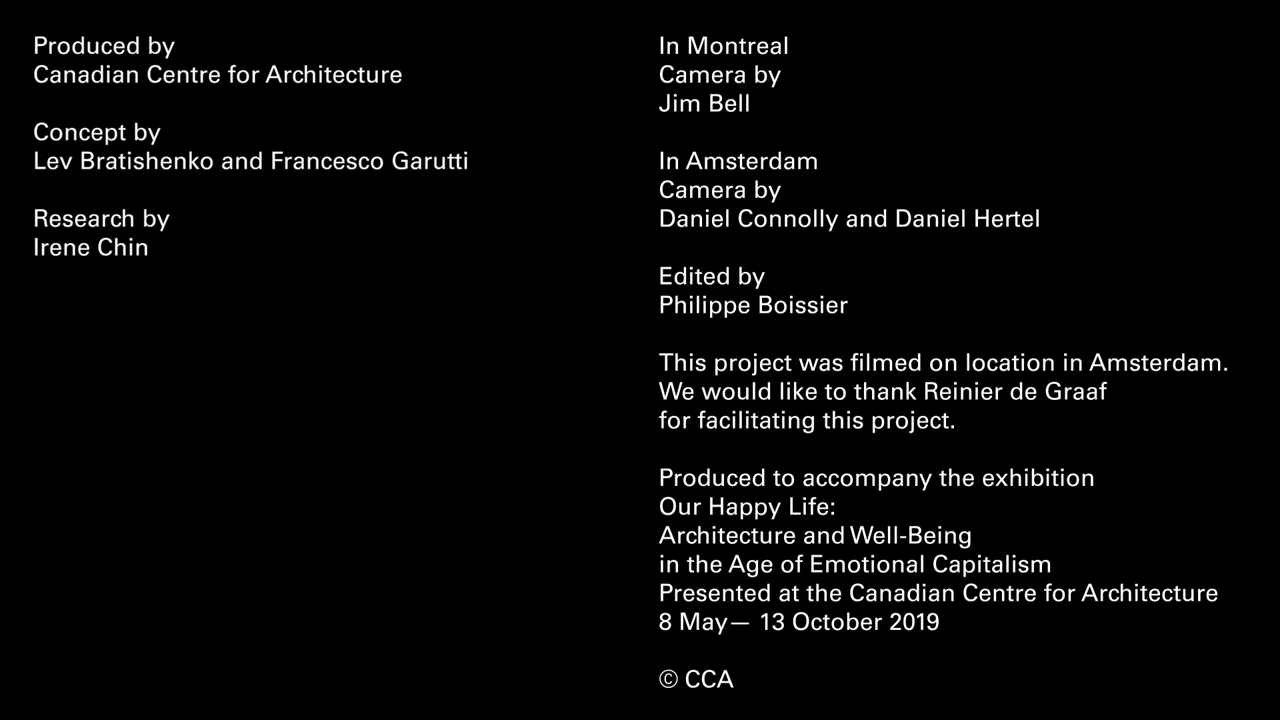 Produced by
Canadian Centre for Architecture
Concept by
Lev Bratishenko and Francesco Garutti
Research by
Irene Chin
In Montreal
Camera by
Jim Bell
In Amsterdam
Camera by
Daniel Connolly and Daniel Hertel
Edited by
Philippe Boissier
This project was filmed on location in Amsterdam.
We would like to thank Reinier de Graaf
for facilitating this project.
Produced to accompany the exhibition
Our Happy Life:
Architecture and Well-Being
in the Age of Emotional Capitalism
Presented at the Canadian Centre for Architecture
8 May— 13 October 2019
© CCA